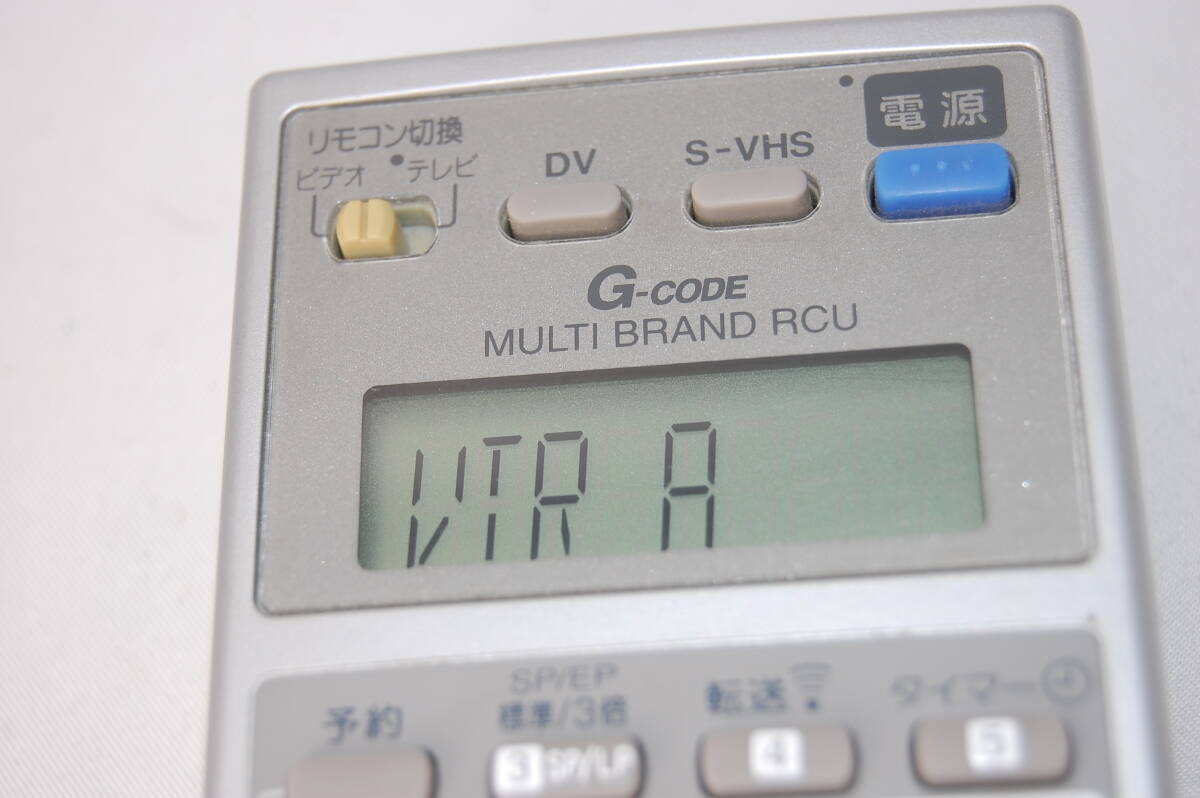 リモコン切換
ビデオ •テレビ
DV
S-VHS
電源
G-CODE
MULTI BRAND RCU
VTR A
予約
SP/EP
標準/3倍
転送
タイマー
3 SP/LP
4
5